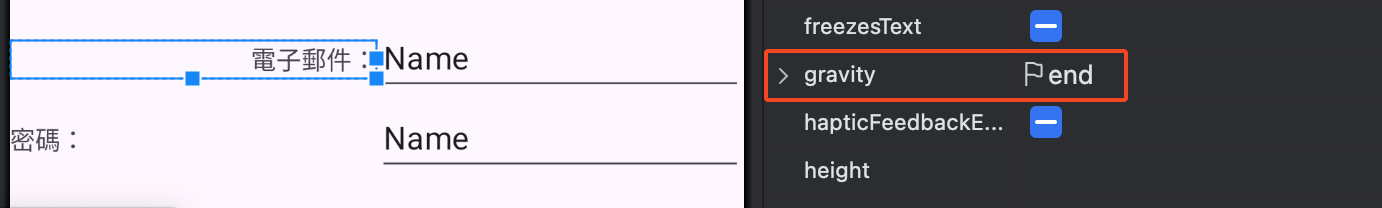 電子郵件：Name
密碼：Name
freezesText
gravity end
hapticFeedbackE...
height